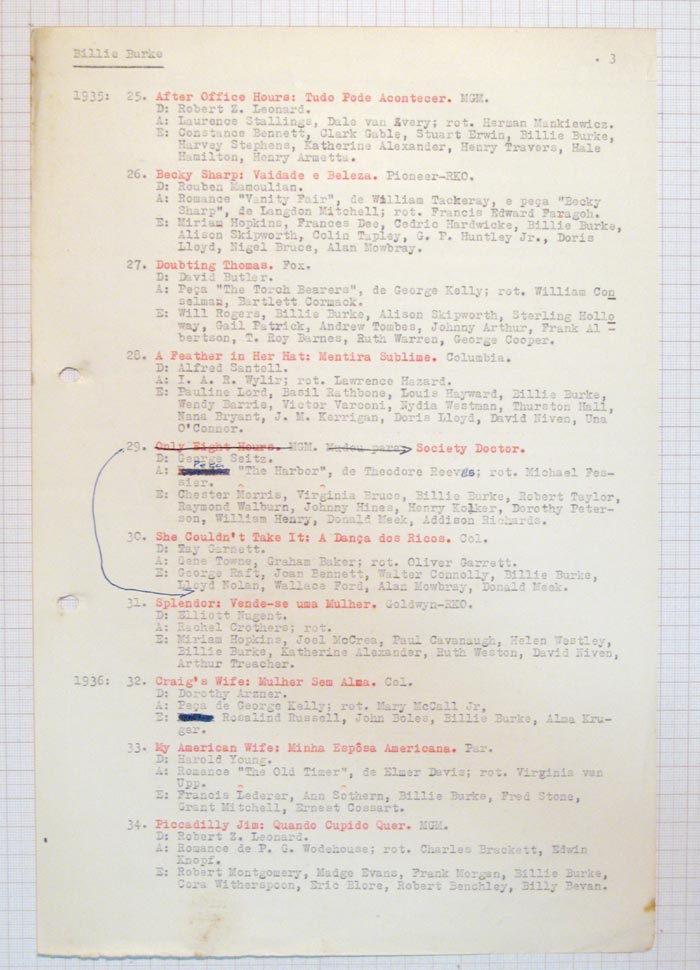 Billie Burke . 3
1935: 25. After Office Hours: Tudo Pode Acontecer. MGM.
D: Robert Z. Leonard.
A: Laurence Stallings, Dale van Avery; rot. Herman Mankiewicz.
E: Constance Bennett, Clark Gable, Stuart Erwin, Billie Burke,
Harvey Stephens, Katherine Alexander, Henry Travers, Hale
Hamilton, Henry Armetta.
26. Becky Sharp: Vaidade e Beleza. Pioneer-RKO.
D: Rouben Mamoulian.
A: Romance "Vanity Fair", de William Tackeray, e peça "Becky
Sharp", de Langdon Mitchell; rot. Francis Edward Faragoh.
E: Miriam Hopkins, Frances Dee, Cedric Hardwicke, Billie Burke,
Alison Skipworth, Colin Tapley, G. P. Huntley Jr., Doris
Lloyd, Nigel Bruce, Alan Mowbray.
27. Doubting Thomas. Fox.
D: David Butler.
A: Peça "The Torch Bearers", de George Kelly; rot. William Con
selman, Bartlett Cormack.
E: Will Rogers, Billie Burke, Alison Skipworth, Sterling Hollo
way, Gail Patrick, Andrew Tombes, Johnny Arthur, Frank Al
bertson, T. Roy Barnes, Ruth Warren, George Cooper.
28. A Feather in Her Hat: Mentira Sublime. Columbia.
D: Alfred Santell.
A: I. A. R. Wylir; rot. Lawrence Hazard.
E: Pauline Lord, Basil Rathbone, Louis Hayward, Billie Burke,
Wendy Barrie, Victor Varconi, Nydia Westman, Thurston Hall,
Nana Bryant, J. M. Kerrigan, Doris Lloyd, David Niven, Una
O'Connor.
29. Only Eight Hours. MGM. Mudou para: Society Doctor.
D: George Seitz.
A: Peça "The Harbor", de Theodore Reeves; rot. Michael Fes-
sier.
E: Chester Morris, Virginia Bruce, Billie Burke, Robert Taylor,
Raymond Walburn, Johnny Hines, Henry Kolker, Dorothy Peter-
son, William Henry, Donald Meek, Addison Richards.
30. She Couldn't Take It: A Dança dos Ricos. Col.
D: Tay Garnett.
A: Gene Towne, Graham Baker; rot. Oliver Garrett.
E: George Raft, Joan Bennett, Walter Connolly, Billie Burke,
Lloyd Nolan, Wallace Ford, Alan Mowbray, Donald Meek.
31. Splendor: Vende-se uma Mulher. Goldwyn-RKO.
D: Elliott Nugent.
A: Rachel Crothers; rot.
E: Miriam Hopkins, Joel McCrea, Paul Cavanaugh, Helen Westley,
Billie Burke, Katherine Alexander, Ruth Weston, David Niven,
Arthur Treacher.
1936: 32. Craig's Wife: Mulher Sem Alma. Col.
D: Dorothy Arzner.
A: Peça de George Kelly; rot. Mary McCall Jr,
E: Rosalind Russell, John Boles, Billie Burke, Alma Kru-
ger.
33. My American Wife: Minha Espôsa Americana. Par.
D: Harold Young.
A: Romance "The Old Timer", de Elmer Davis; rot. Virginia van
Upp.
E: Francis Lederer, Ann Sothern, Billie Burke, Fred Stone,
Grant Mitchell, Ernest Cossart.
34. Piccadilly Jim: Quando Cupido Quer. MGM.
D: Robert Z. Leonard.
A: Romance de P. G. Wodehouse; rot. Charles Brackett, Edwin
Knopf.
E: Robert Montgomery, Madge Evans, Frank Morgan, Billie Burke,
Cora Witherspoon, Eric Blore, Robert Benchley, Billy Bevan.